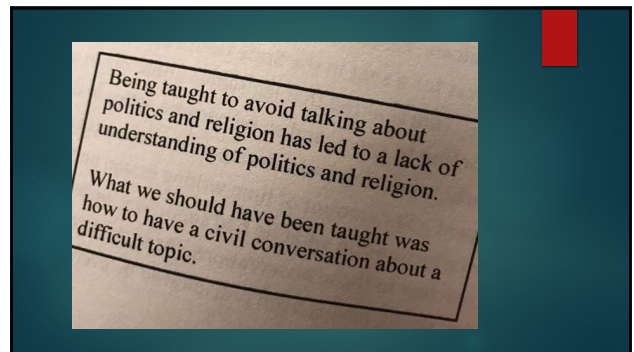 Being taught to avoid talking about
politics and religion has led to a lack of
understanding of politics and religion.
What we should have been taught was
how to have a civil conversation about a
difficult topic.